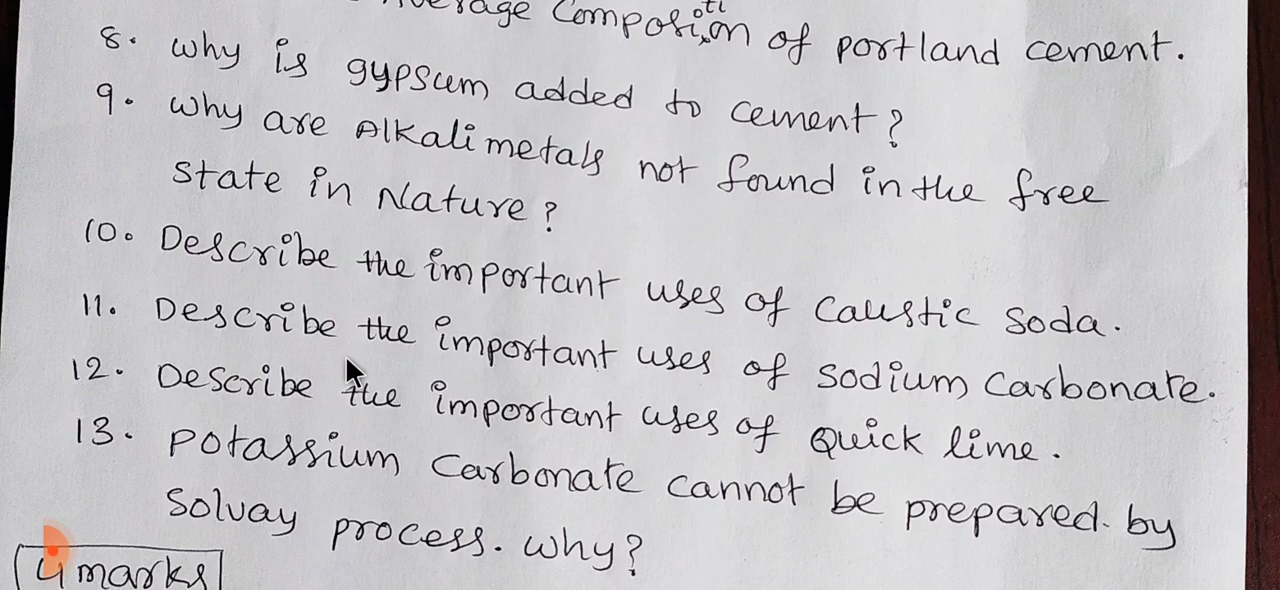 Average Composition of portland cement.
8. Why is gypsum added to cement?
9. Why are Alkali metals not found in the free
state in Nature?
10. Describe the important uses of Caustic Soda.
11. Describe the important uses of Sodium Carbonate.
12. Describe the important uses of Quick lime.
13. Potassium Carbonate cannot be prepared by
Solvay process. Why?
4 marks